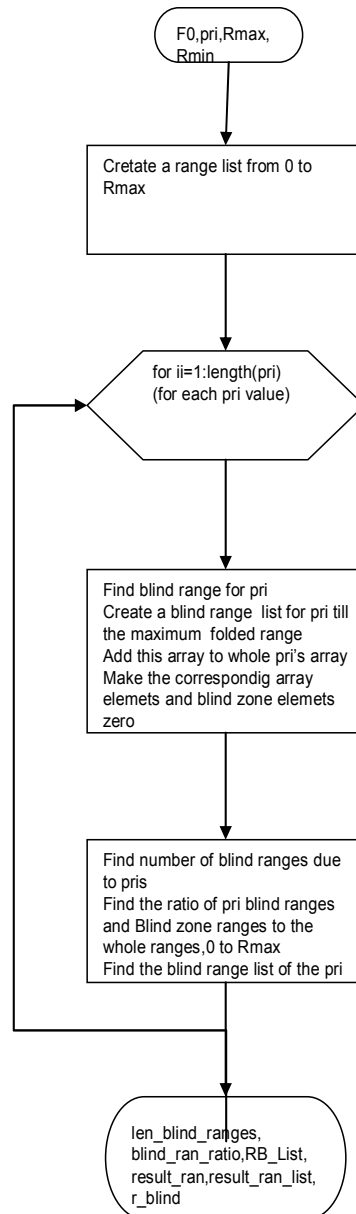 F0,pri,Rmax,
Rmin
Cretate a range list from 0 to
Rmax
for ii=1:length(pri)
(for each pri value)
Find blind range for pri
Create a blind range list for pri till
the maximum folded range
Add this array to whole pri's array
Make the correspondig array
elemets and blind zone elemets
zero
Find number of blind ranges due
to pris
Find the ratio of pri blind ranges
and Blind zone ranges to the
whole ranges,0 to Rmax
Find the blind range list of the pri
len_blind_ranges,
blind_ran_ratio,RB_List,
result_ran,result_ran_list,
r_blind